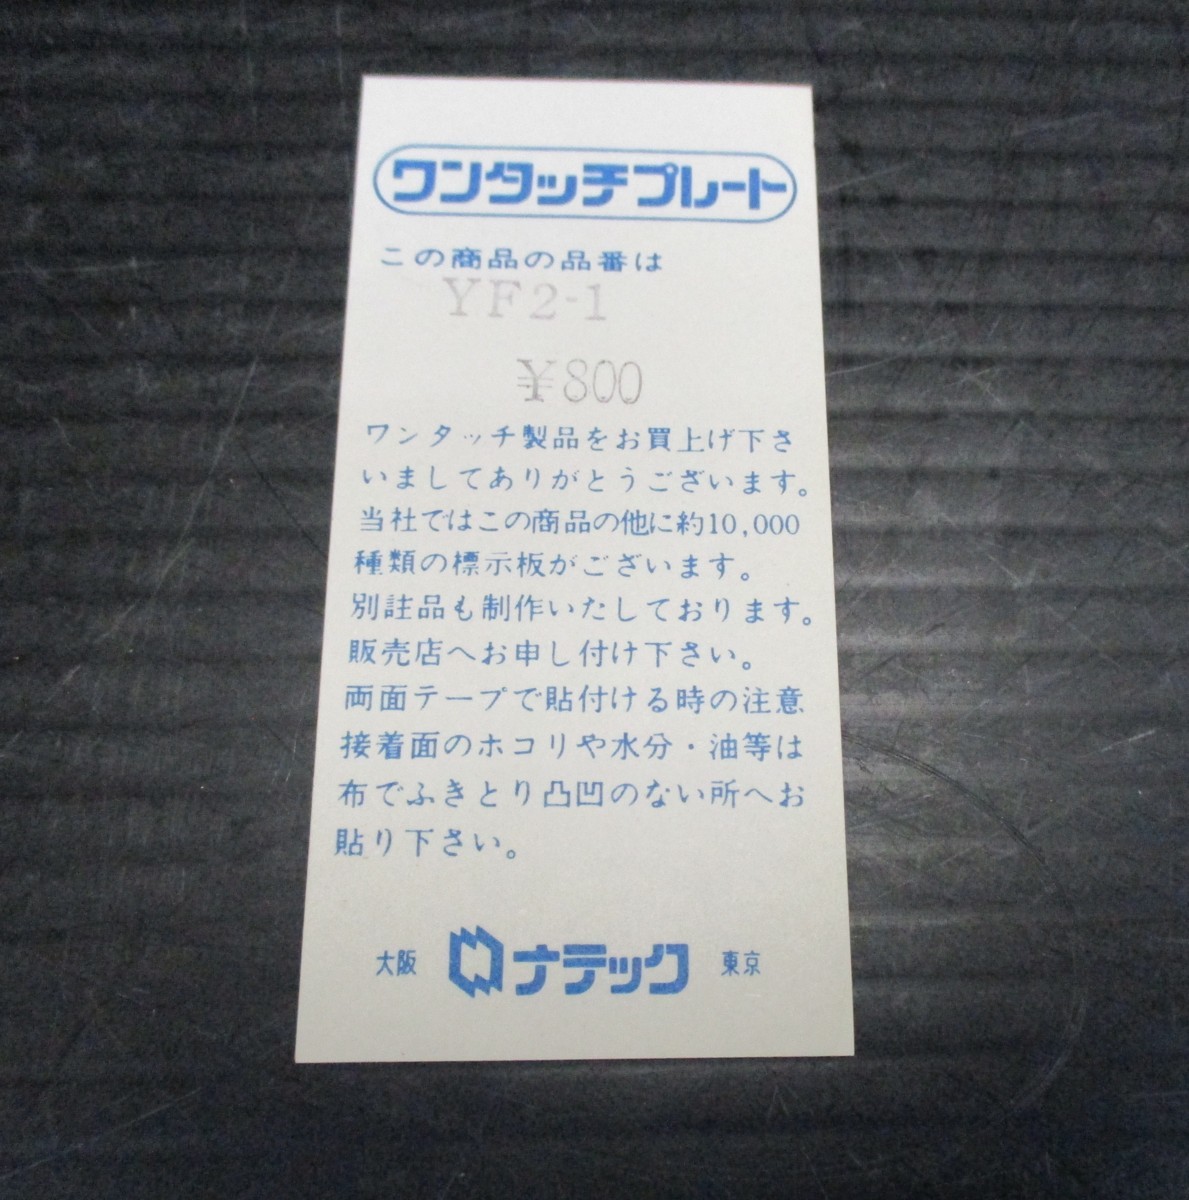 ワンタッチプレート
この商品の品番は
YF2-1
¥800
ワンタッチ製品をお買上げ下さ
いましてありがとうございます。
当社ではこの商品の他に約10,000
種類の標示板がございます。
別註品も制作いたしております。
販売店へお申し付け下さい。
両面テープで貼付ける時の注意
接着面のホコリや水分・油等は
布でふきとり凸凹のない所へお
貼り下さい。
大阪 ナテック 東京